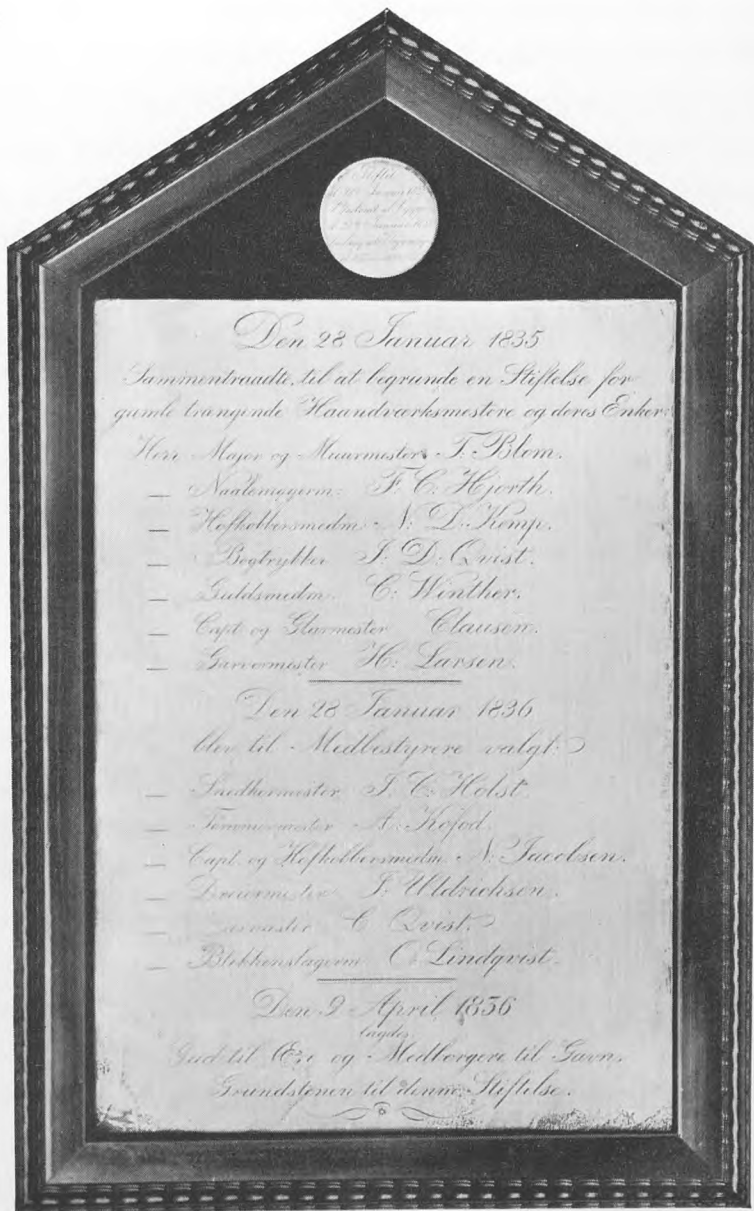 Stiftet
Den 28 Januar 1835
Sammentraadte, til at begrunde en Stiftelse for
gamle trængende Haandværksmestere og deres Enker:
Herr Major og Muurmester T: Blom.
— Naalemagerm: F: C: Hjorth.
— Hofkobbersmedm: N: D: Kemp.
— Bogtrykker J: D: Qvist.
— Guldsmedm: C: Winther.
— Capt: og Glarmester Clausen.
— Garvermester H: Larsen.
Den 28 Januar 1836
blev til Medbestyrere valgt:
— Snedkermester J: C: Holst.
— Tømmermester A: Kofod.
— Capt: og Hofkobbersmedm: N: Jacobsen.
— Dreiermester J: Uldrichsen.
— C: Qvist.
— Blikkenslagerm: C: Lindqvist.
Den 9 April 1836
lagdes
Gud til Ære og Medborgere til Gavn,
Grundstenen til denne Stiftelse.